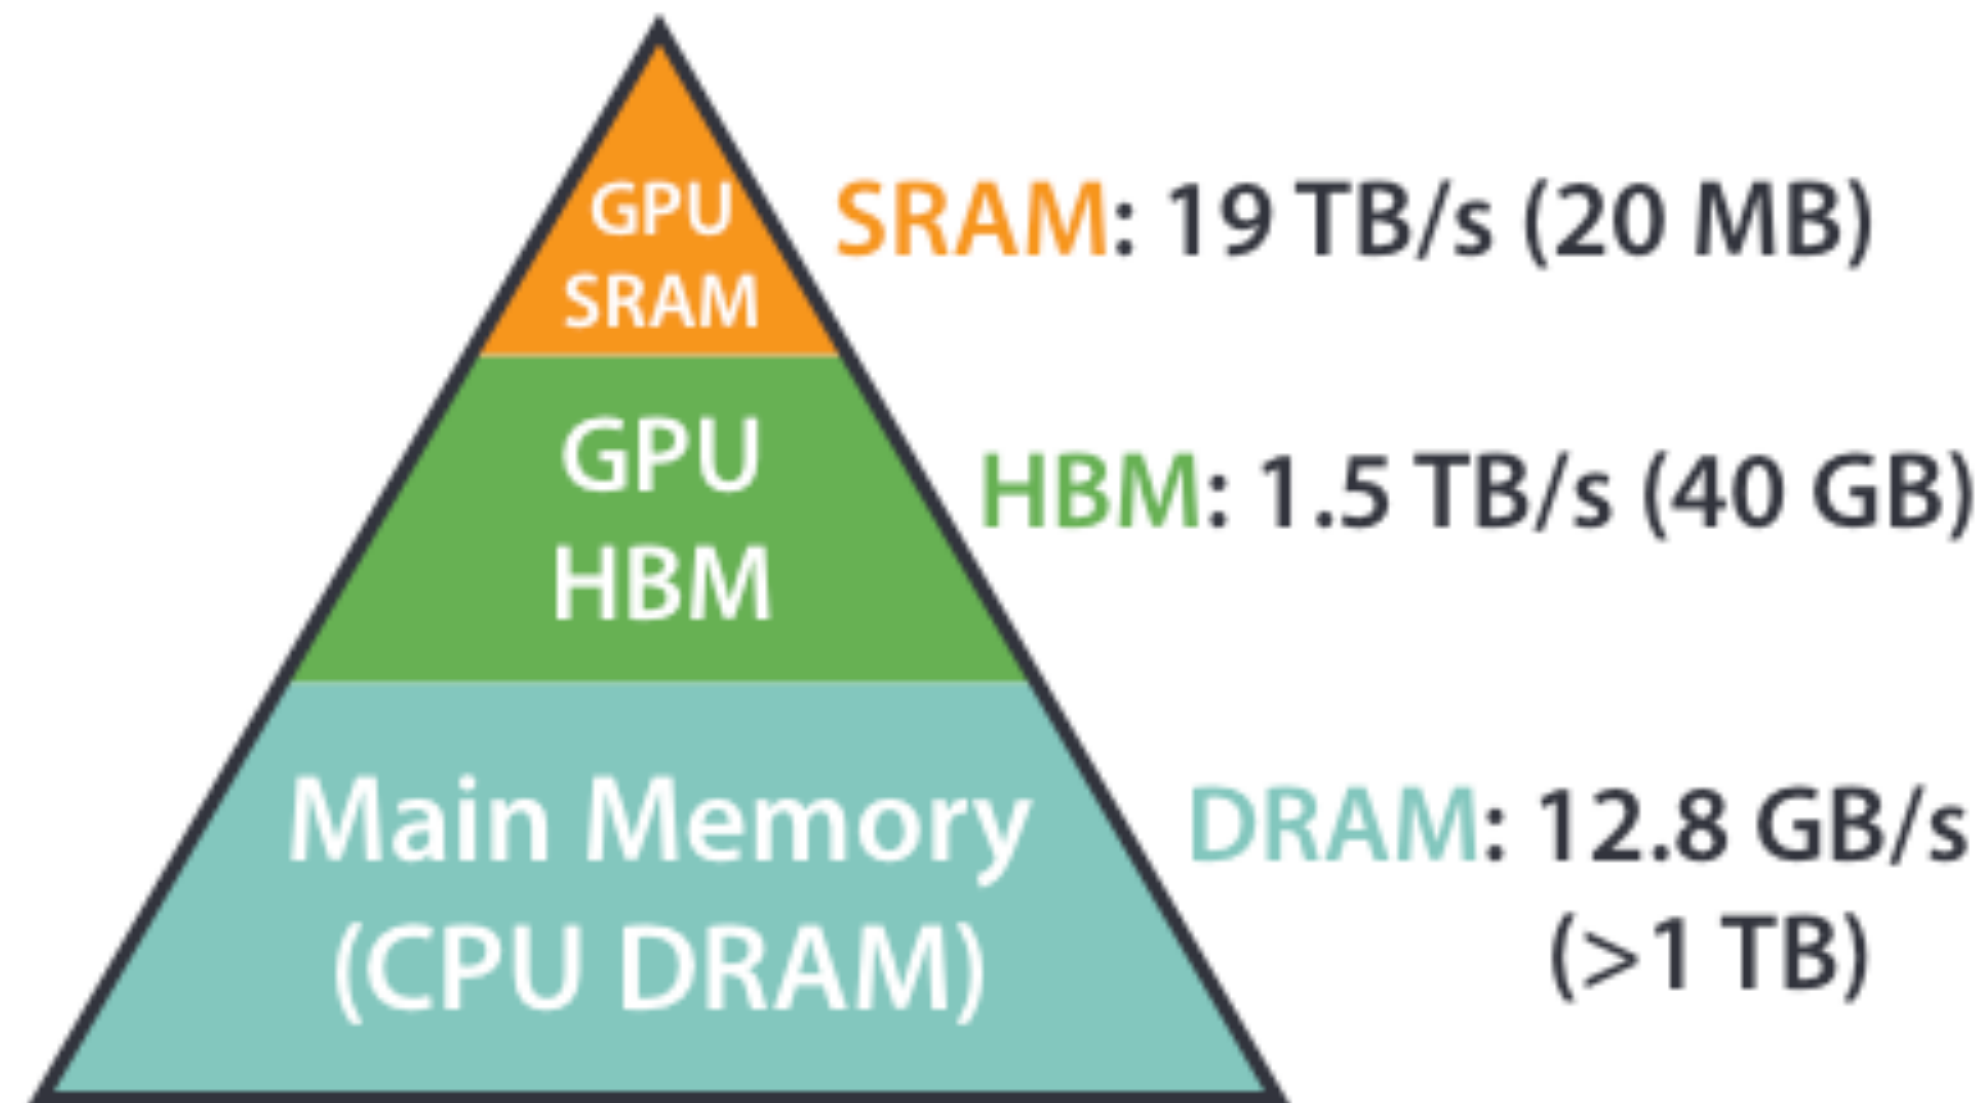 GPU
SRAM
SRAM: 19 TB/s (20 MB)
GPU
HBM
HBM: 1.5 TB/s (40 GB)
Main Memory
(CPU DRAM)
DRAM: 12.8 GB/s
(>1 TB)